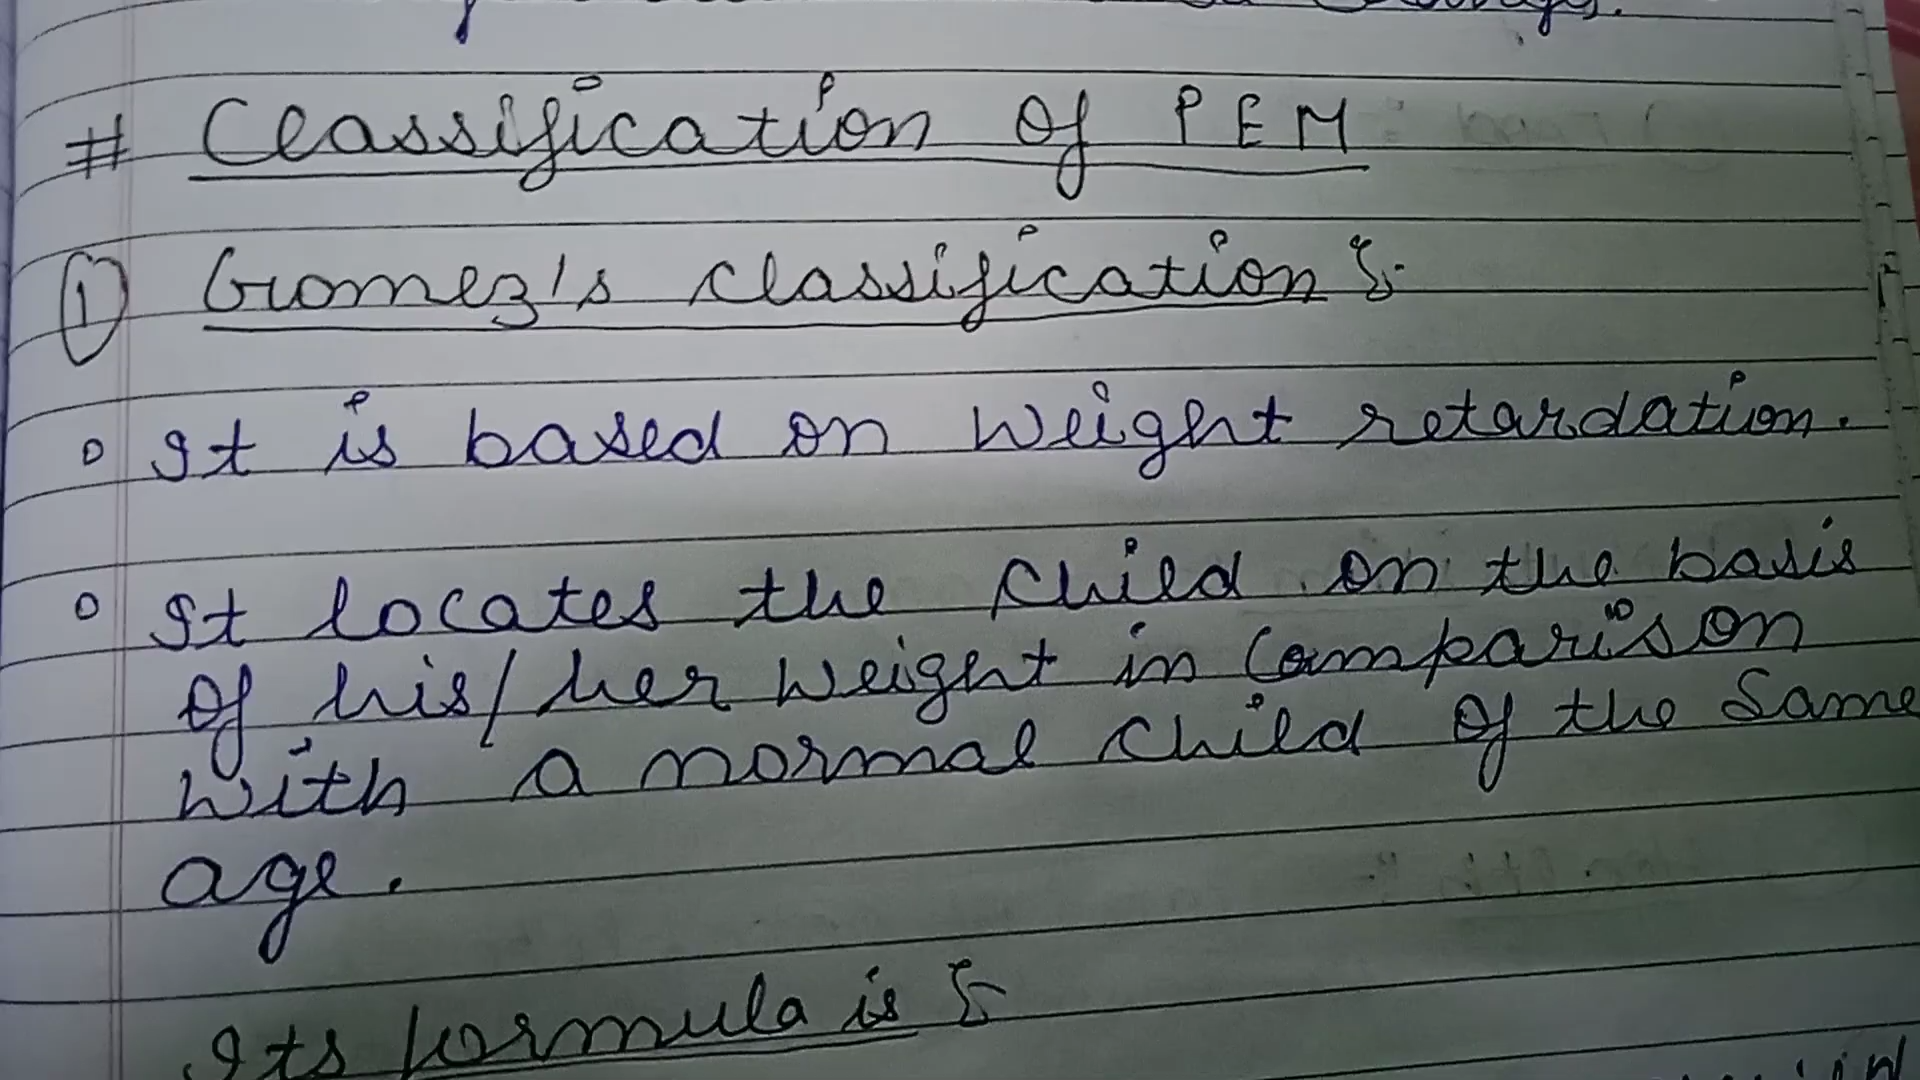 # Classification of PEM
① Gromez's classification :-
It is based on weight retardation.
It locates the child on the basis
of his/her weight in comparison
with a normal child of the same
age.
Its formula is :-